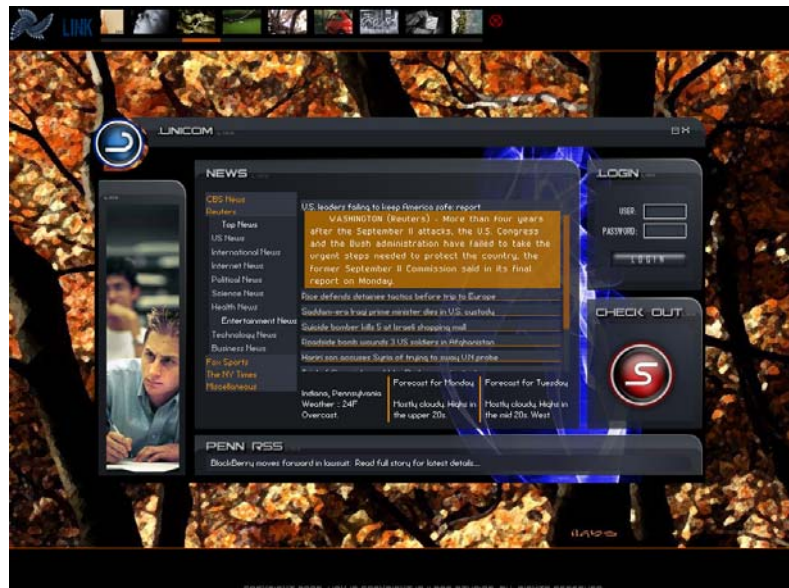 LINK
.UNICOM
NEWS
CBS News
Reuters
Top News
US News
International News
Internet News
Political News
Science News
Health News
Entertainment News
Technology News
Business News
Fox Sports
The NY Times
Miscellaneous
U.S. leaders failing to keep America safe: report
WASHINGTON (Reuters) - More than four years
after the September 11 attacks, the U.S. Congress
and the Bush administration have failed to take the
urgent steps needed to protect the country, the
former September 11 Commission said in its final
report on Monday.
Rice defends detainee tactics before trip to Europe
Saddam-era Iraqi prime minister dies in U.S. custody
Suicide bomber kills 5 at Israeli shopping mall
Roadside bomb wounds 3 US soldiers in Afghanistan
Hariri son accuses Syria of trying to sway U.N probe
Indiana, Pennsylvania
Weather : 24F
Overcast.
Forecast for Monday
Mostly cloudy. Highs in
the upper 20s.
Forecast for Tuesday
Mostly cloudy. Highs in
the mid 20s. West
.LOGIN
USER:
PASSWORD:
LOGIN
CHECK OUT
PENN RSS
BlackBerry moves forward in lawsuit. Read full story for latest details...